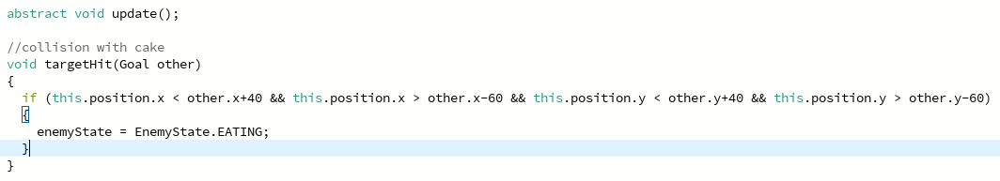 abstract void update();
//collision with cake
void targetHit(Goal other)
{
if (this.position.x < other.x+40 && this.position.x > other.x-60 && this.position.y < other.y+40 && this.position.y > other.y-60)
{
enemyState = EnemyState.EATING;
}
}